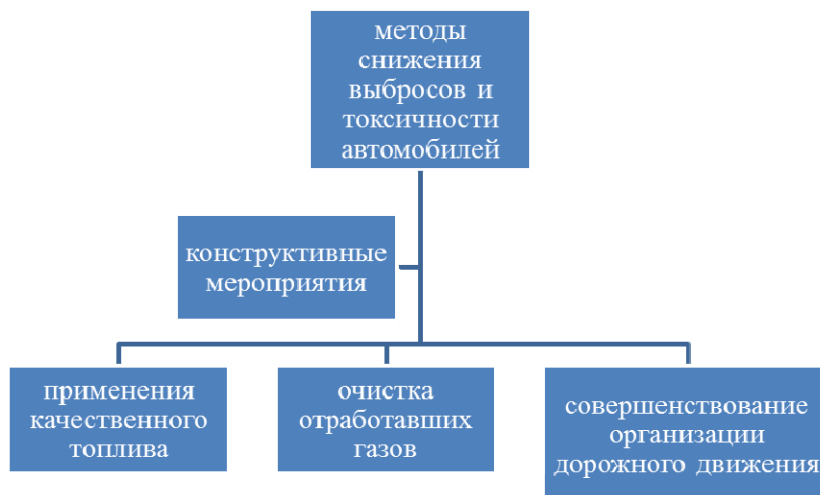 методы
снижения
выбросов и
токсичности
автомобилей
конструктивные
мероприятия
применения
качественного
топлива
очистка
отработавших
газов
совершенствование
организации
дорожного движения